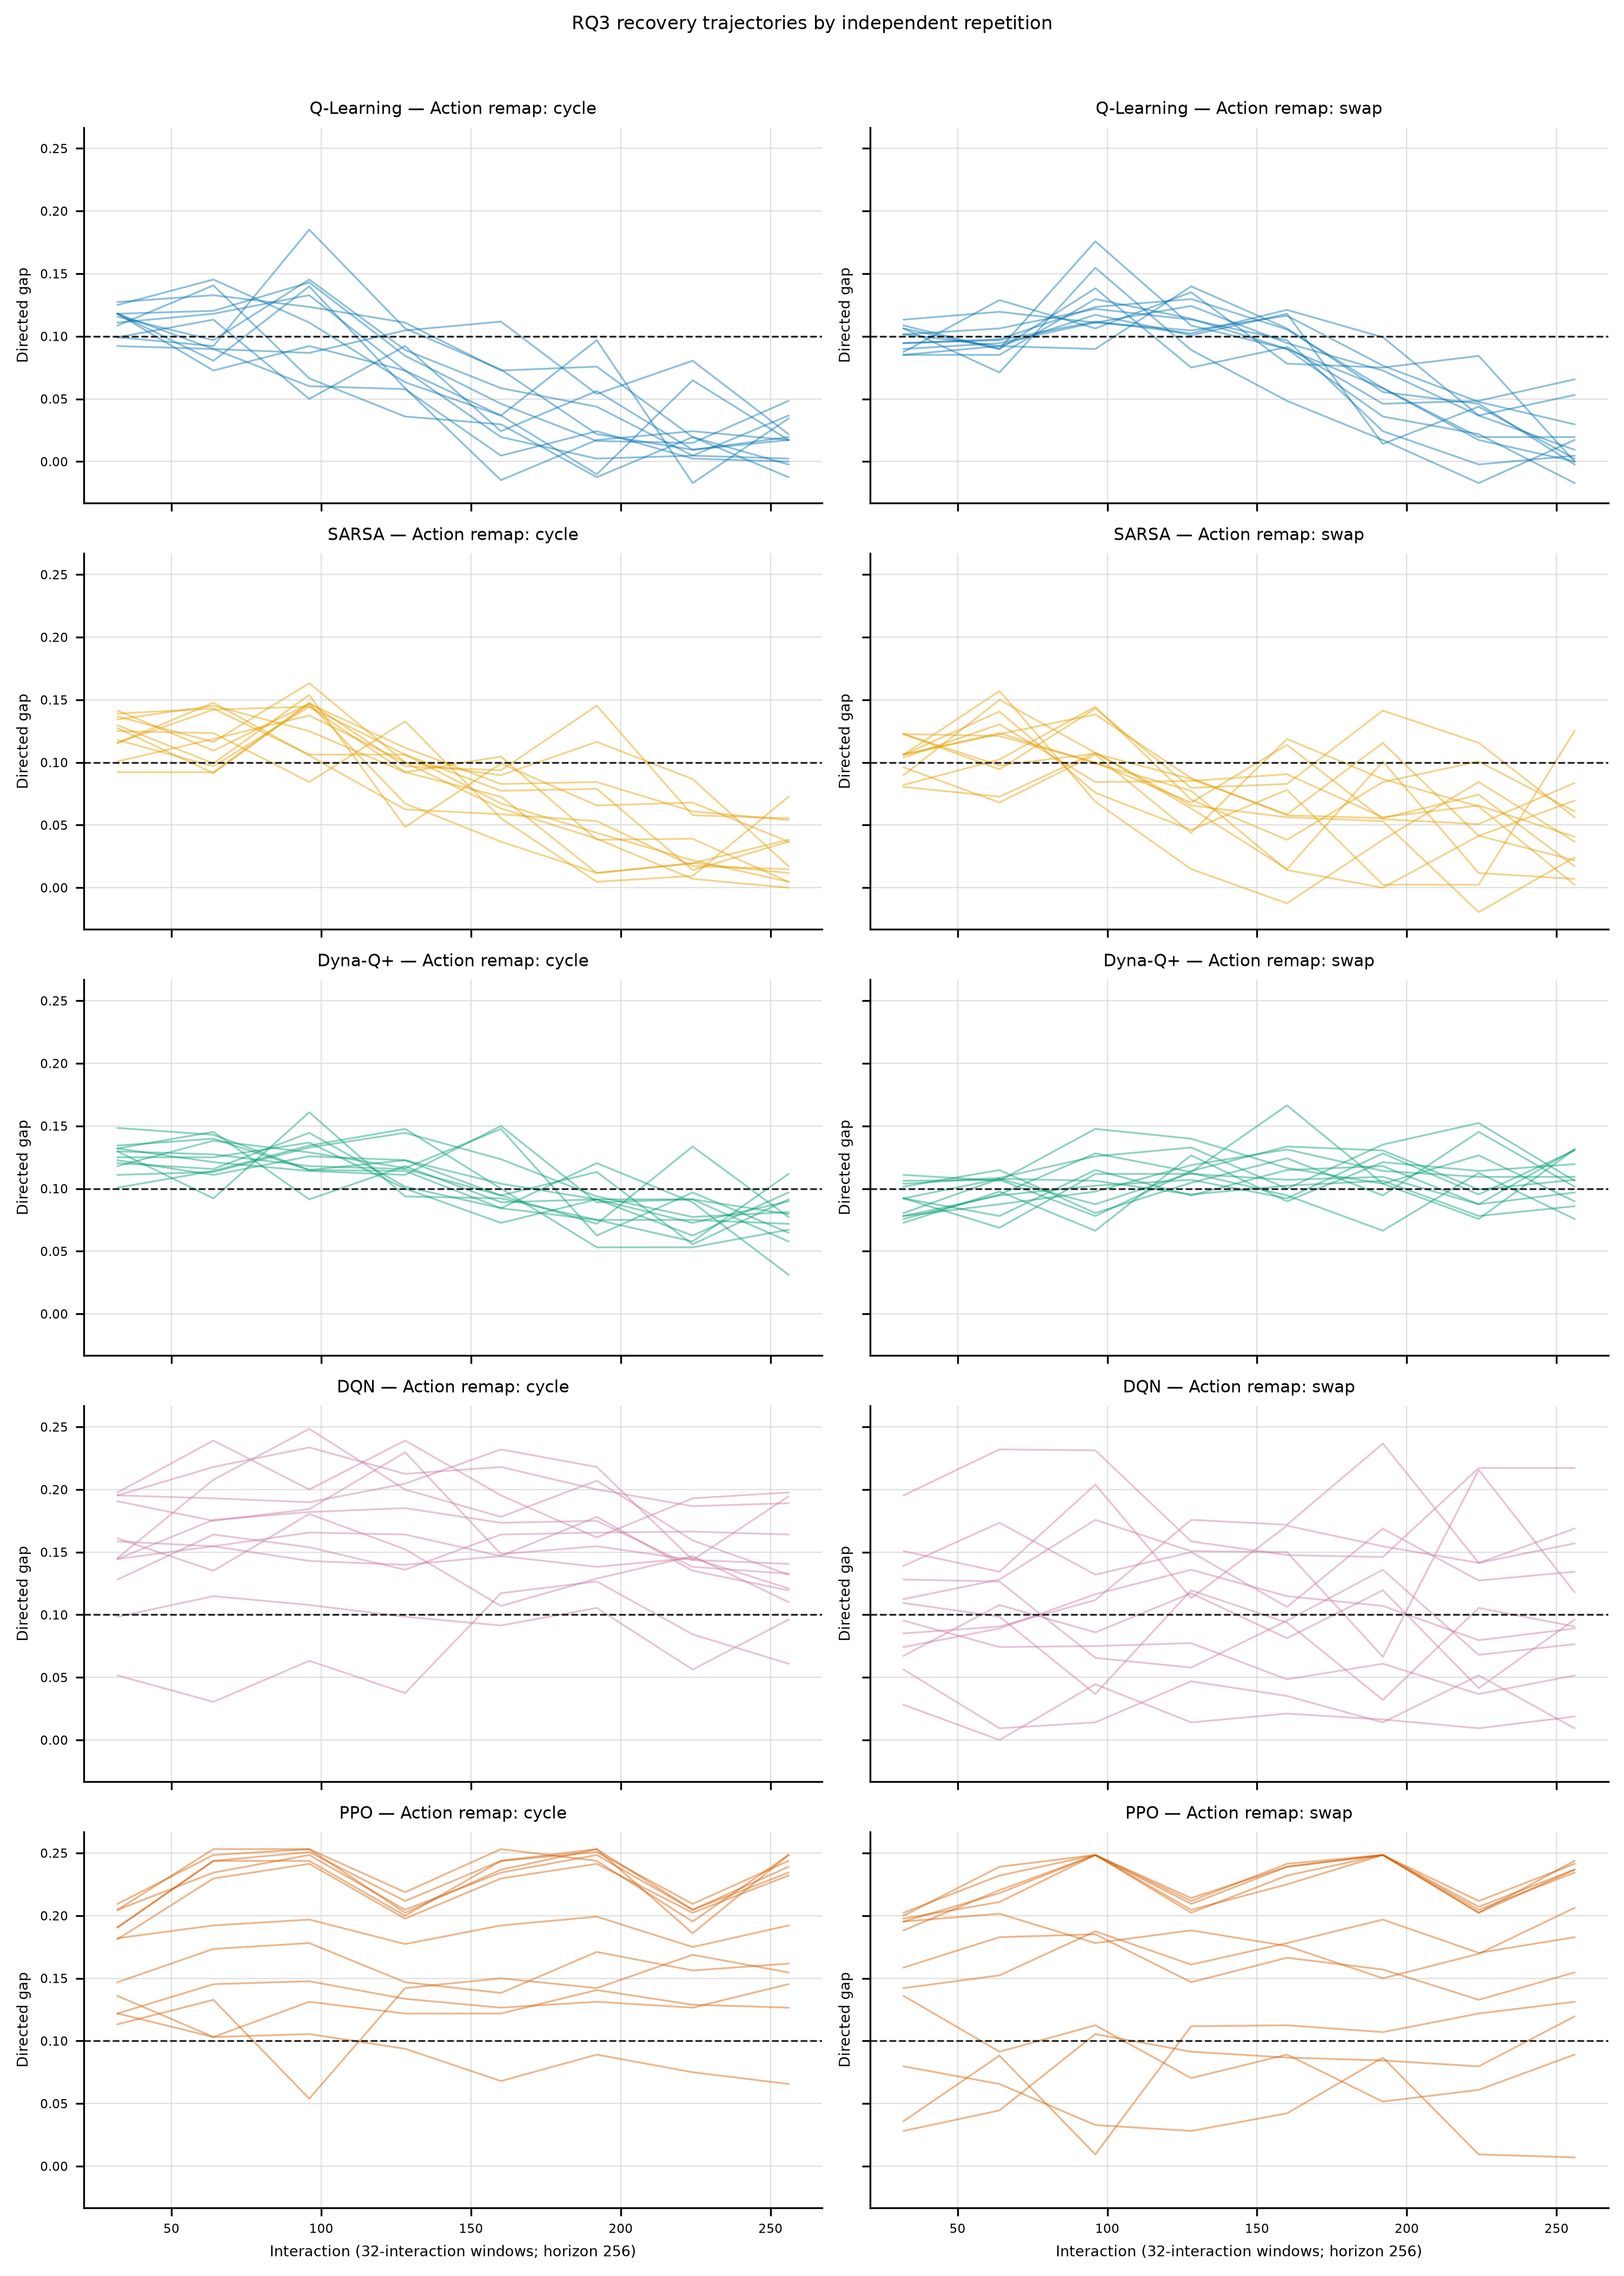 RQ3 recovery trajectories by independent repetition
Q-Learning — Action remap: cycle
Q-Learning — Action remap: swap
0.25
0.20
0.15
0.10
0.05
0.00
Directed gap
Directed gap
SARSA — Action remap: cycle
SARSA — Action remap: swap
0.25
0.20
0.15
0.10
0.05
0.00
Directed gap
Directed gap
Dyna-Q+ — Action remap: cycle
Dyna-Q+ — Action remap: swap
0.25
0.20
0.15
0.10
0.05
0.00
Directed gap
Directed gap
DQN — Action remap: cycle
DQN — Action remap: swap
0.25
0.20
0.15
0.10
0.05
0.00
Directed gap
Directed gap
PPO — Action remap: cycle
PPO — Action remap: swap
0.25
0.20
0.15
0.10
0.05
0.00
Directed gap
Directed gap
50 100 150 200 250
50 100 150 200 250
Interaction (32-interaction windows; horizon 256)
Interaction (32-interaction windows; horizon 256)